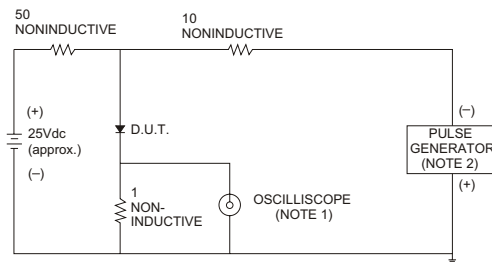 50
NONINDUCTIVE
10
NONINDUCTIVE
(+)
25Vdc
(approx.)
(–)
D.U.T.
1
NON-
INDUCTIVE
OSCILLISCOPE
(NOTE 1)
(–)
PULSE
GENERATOR
(NOTE 2)
(+)